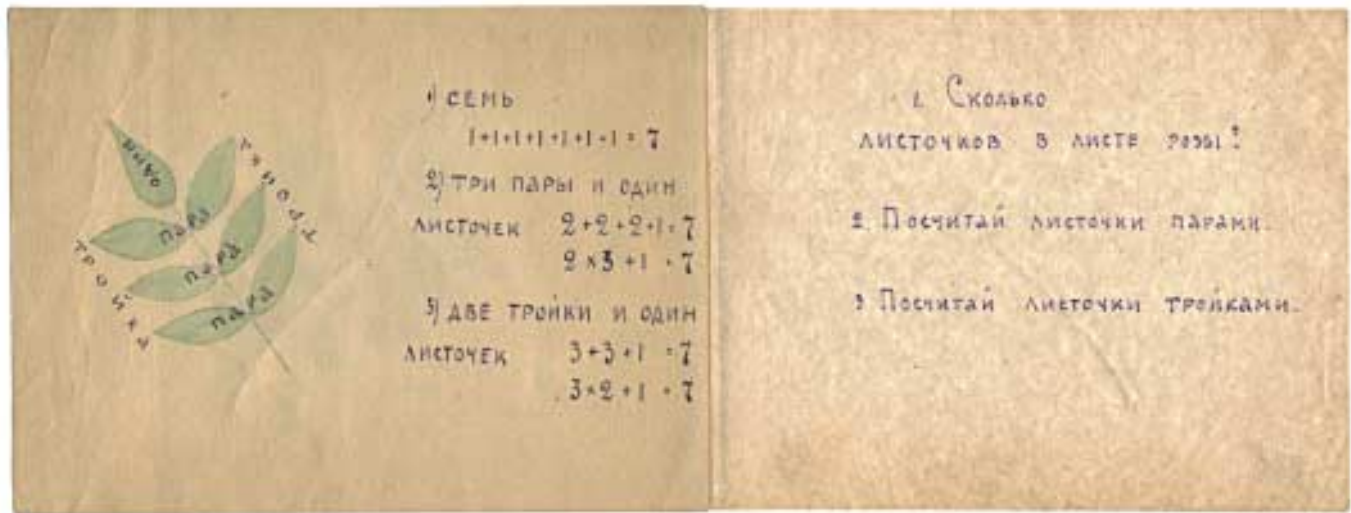 один
пара
пара
пара
тройка
тройка
1) семь
1+1+1+1+1+1+1 = 7
2) три пары и один
листочек 2+2+2+1=7
2×3+1=7
3) две тройки и один
листочек 3+3+1=7
3×2+1=7
1. Сколько
листочков в листе розы?
2. Посчитай листочки парами.
3 Посчитай листочки тройками.